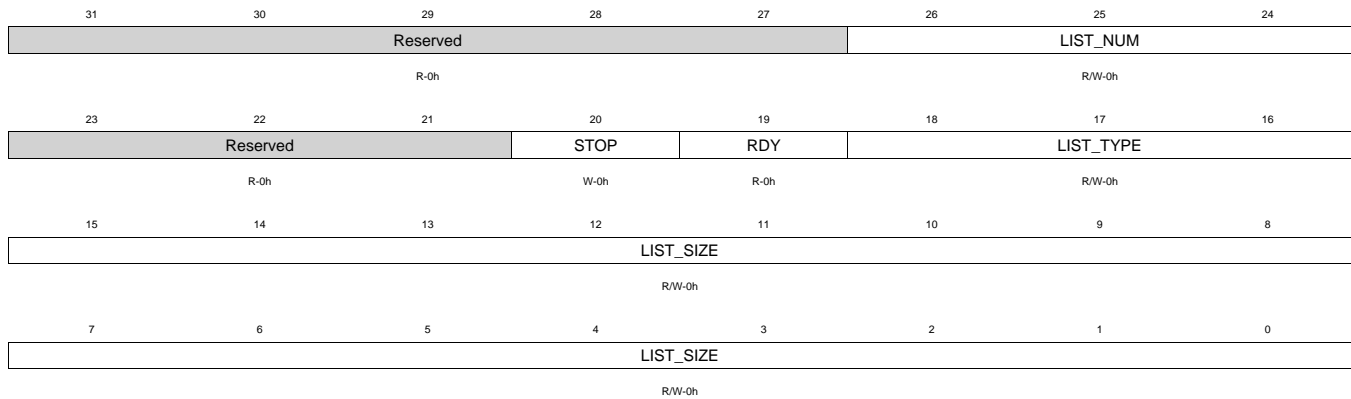 31 30 29 28 27 26 25 24
Reserved LIST_NUM
R-0h R/W-0h
23 22 21 20 19 18 17 16
Reserved STOP RDY LIST_TYPE
R-0h W-0h R-0h R/W-0h
15 14 13 12 11 10 9 8
LIST_SIZE
R/W-0h
7 6 5 4 3 2 1 0
LIST_SIZE
R/W-0h